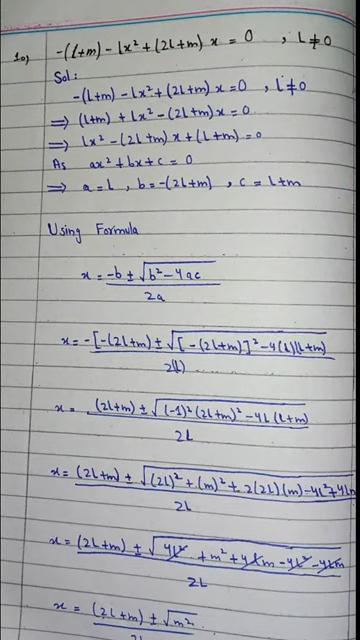 10, -(l+m) - lx² + (2l+m) x = 0 , l≠0
Sol:
-(l+m) - lx² + (2l+m) x = 0 , l≠0
⇒ (l+m) + lx² - (2l+m)x = 0
⇒ lx² - (2l+m) x + (l+m) = 0
As ax² + bx + c = 0
⇒ a = l , b = -(2l+m) , c = l+m
Using Formula
x = -b ± √b² - 4ac
2a
x = -[-(2l+m) ± √[-(2l+m)]² - 4(l)(l+m)
2(l)
x = (2l+m) ± √(-1)² (2l+m)² - 4l(l+m)
2l
x = (2l+m) ± √(2l)² + (m)² + 2(2l)(m) - 4l² + 4lm
2l
x = (2l+m) ± √4l² + m² + 4lm - 4l² - 4lm
2l
x = (2l+m) ± √m²